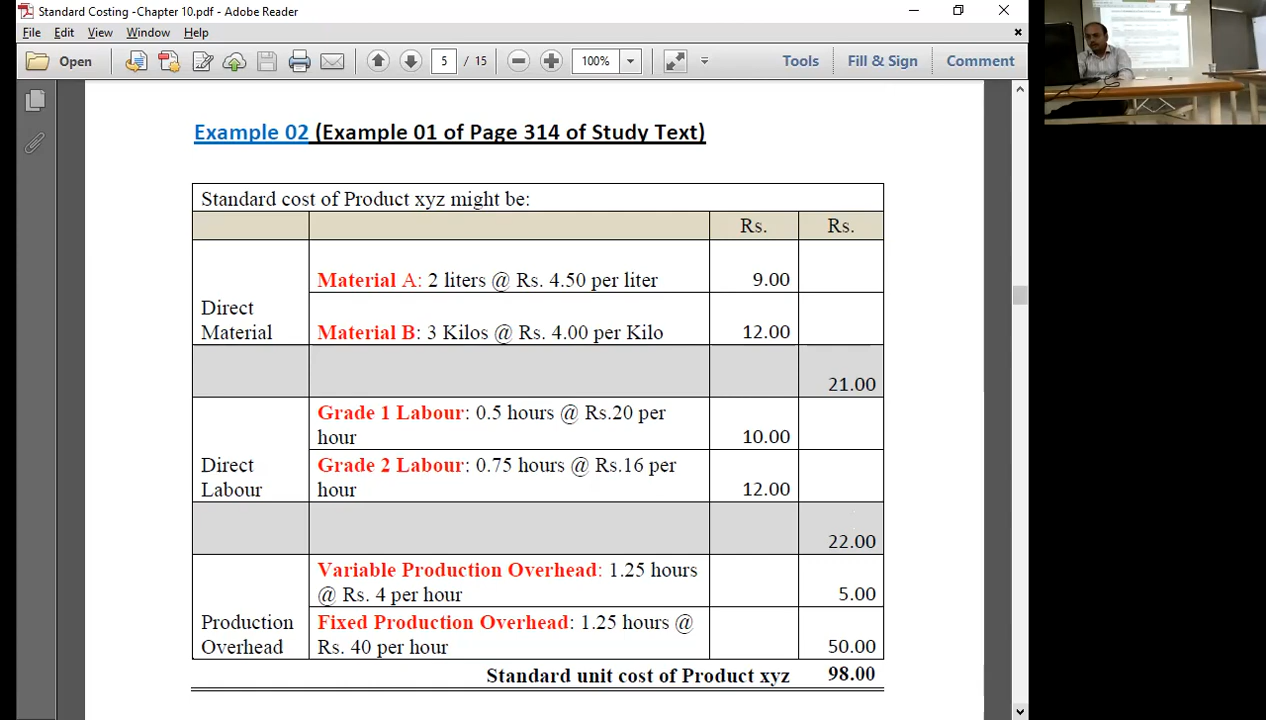 Standard Costing -Chapter 10.pdf - Adobe Reader
File Edit View Window Help
Open 5 / 15 100% Tools Fill & Sign Comment
Example 02 (Example 01 of Page 314 of Study Text)
Standard cost of Product xyz might be:
Rs. Rs.
Material A: 2 liters @ Rs. 4.50 per liter 9.00
Direct
Material
Material B: 3 Kilos @ Rs. 4.00 per Kilo 12.00
21.00
Grade 1 Labour: 0.5 hours @ Rs.20 per
hour 10.00
Direct
Labour
Grade 2 Labour: 0.75 hours @ Rs.16 per
hour 12.00
22.00
Variable Production Overhead: 1.25 hours
@ Rs. 4 per hour 5.00
Production
Overhead
Fixed Production Overhead: 1.25 hours @
Rs. 40 per hour 50.00
Standard unit cost of Product xyz 98.00